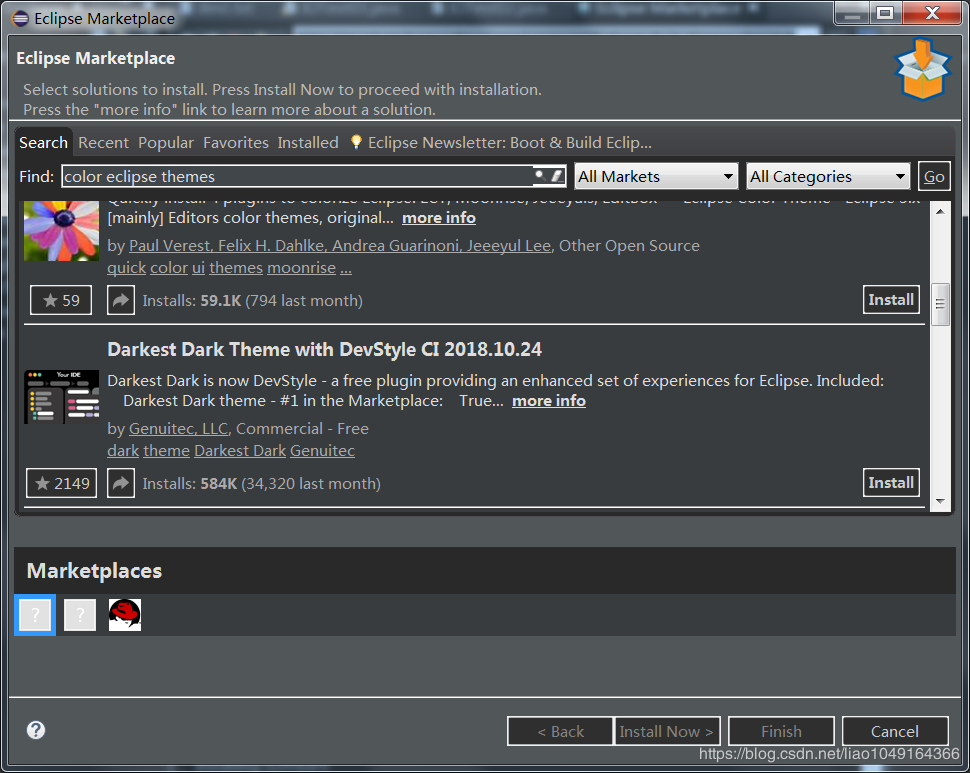 Eclipse Marketplace
Eclipse Marketplace
Select solutions to install. Press Install Now to proceed with installation.
Press the "more info" link to learn more about a solution.
Search Recent Popular Favorites Installed Eclipse Newsletter: Boot & Build Eclip...
Find: color eclipse themes All Markets All Categories Go
[mainly] Editors color themes, original... more info
by Paul Verest, Felix H. Dahlke, Andrea Guarinoni, Jeeeyul Lee, Other Open Source
quick color ui themes moonrise ...
59 Installs: 59.1K (794 last month) Install
Darkest Dark Theme with DevStyle CI 2018.10.24
Your IDE
Darkest Dark is now DevStyle - a free plugin providing an enhanced set of experiences for Eclipse. Included:
Darkest Dark theme - #1 in the Marketplace: True... more info
by Genuitec, LLC, Commercial - Free
dark theme Darkest Dark Genuitec
2149 Installs: 584K (34,320 last month) Install
Marketplaces
? ?
? < Back Install Now > Finish Cancel
https://blog.csdn.net/liao1049164366